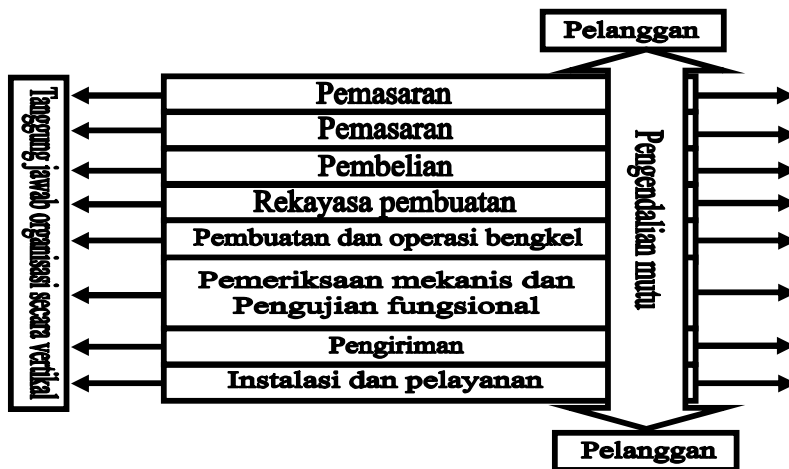 Pelanggan
Tanggung jawab organisasi secara vertikal
Pemasaran
Pemasaran
Pembelian
Rekayasa pembuatan
Pembuatan dan operasi bengkel
Pemeriksaan mekanis dan
Pengujian fungsional
Pengiriman
Instalasi dan pelayanan
Pengendalian mutu
Pelanggan